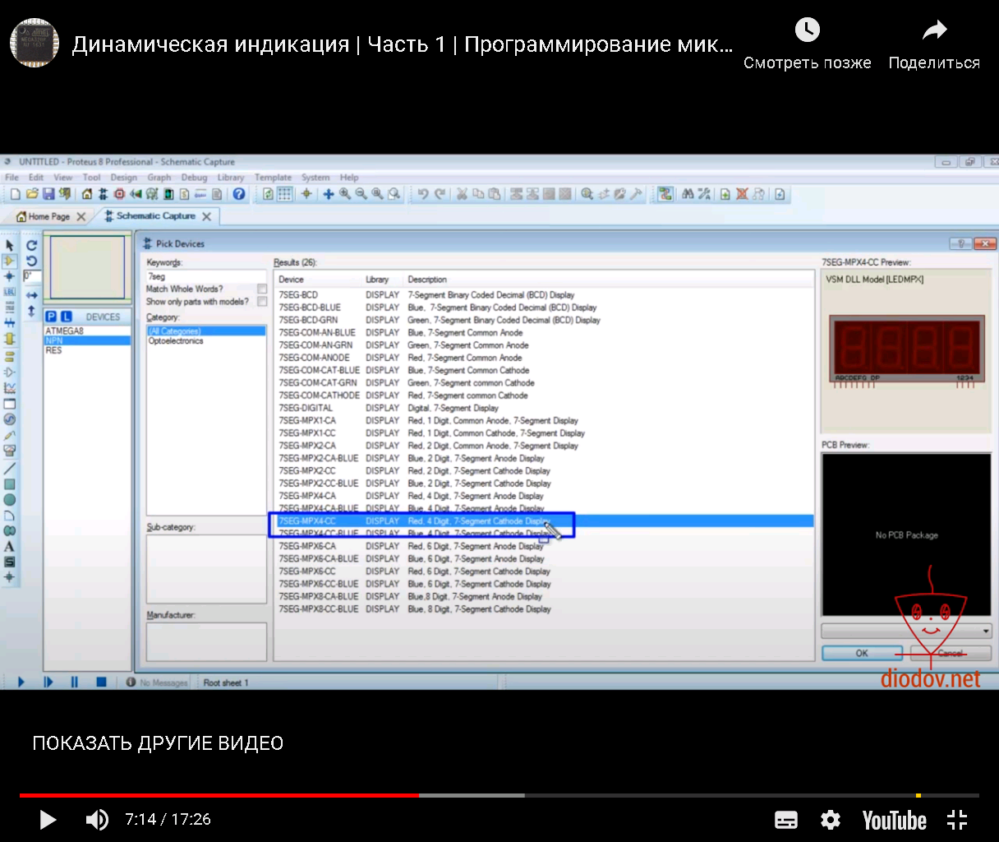 Динамическая индикация | Часть 1 | Программирование мик...
Смотреть позже
Поделиться
UNTITLED - Proteus 8 Professional - Schematic Capture
File Edit View Tool Design Graph Debug Library Template System Help
Home Page
Schematic Capture
Pick Devices
Keywords:
7seg
Match Whole Words?
Show only parts with models?
Category:
(All Categories)
Optoelectronics
Sub-category:
Manufacturer:
0°
LBL
A
S
P L DEVICES
ATMEGA8
NPN
RES
Results (26):
Device Library Description
7SEG-BCD DISPLAY 7-Segment Binary Coded Decimal (BCD) Display
7SEG-BCD-BLUE DISPLAY Blue, 7-Segment Binary Coded Decimal (BCD) Display
7SEG-BCD-GRN DISPLAY Green, 7-Segment Binary Coded Decimal (BCD) Display
7SEG-COM-AN-BLUE DISPLAY Blue, 7-Segment Common Anode
7SEG-COM-AN-GRN DISPLAY Green, 7-Segment Common Anode
7SEG-COM-ANODE DISPLAY Red, 7-Segment Common Anode
7SEG-COM-CAT-BLUE DISPLAY Blue, 7-Segment Common Cathode
7SEG-COM-CAT-GRN DISPLAY Green, 7-Segment common Cathode
7SEG-COM-CATHODE DISPLAY Red, 7-Segment common Cathode
7SEG-DIGITAL DISPLAY Digital, 7-Segment Display
7SEG-MPX1-CA DISPLAY Red, 1 Digit, Common Anode, 7-Segment Display
7SEG-MPX1-CC DISPLAY Red, 1 Digit, Common Cathode, 7-Segment Display
7SEG-MPX2-CA DISPLAY Red, 2 Digit, Common Anode, 7-Segment Display
7SEG-MPX2-CA-BLUE DISPLAY Blue, 2 Digit, 7-Segment Anode Display
7SEG-MPX2-CC DISPLAY Red, 2 Digit, 7-Segment Cathode Display
7SEG-MPX2-CC-BLUE DISPLAY Blue, 2 Digit, 7-Segment Cathode Display
7SEG-MPX4-CA DISPLAY Red, 4 Digit, 7-Segment Anode Display
7SEG-MPX4-CA-BLUE DISPLAY Blue, 4 Digit, 7-Segment Anode Display
7SEG-MPX4-CC DISPLAY Red, 4 Digit, 7-Segment Cathode Display
7SEG-MPX4-CC-BLUE DISPLAY Blue, 4 Digit, 7-Segment Cathode Display
7SEG-MPX6-CA DISPLAY Red, 6 Digit, 7-Segment Anode Display
7SEG-MPX6-CA-BLUE DISPLAY Blue, 6 Digit, 7-Segment Anode Display
7SEG-MPX6-CC DISPLAY Red, 6 Digit, 7-Segment Cathode Display
7SEG-MPX6-CC-BLUE DISPLAY Blue, 6 Digit, 7-Segment Cathode Display
7SEG-MPX8-CA-BLUE DISPLAY Blue,8 Digit, 7-Segment Anode Display
7SEG-MPX8-CC-BLUE DISPLAY Blue, 8 Digit, 7-Segment Cathode Display
7SEG-MPX4-CC Preview:
VSM DLL Model [LEDMPX]
ABCDEFG DP 1234
PCB Preview:
No PCB Package
OK Cancel
diodov.net
No Messages Root sheet 1
ПОКАЗАТЬ ДРУГИЕ ВИДЕО
7:14 / 17:26
YouTube